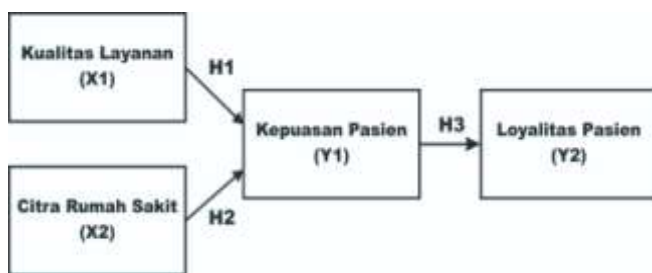 Kualitas Layanan
(X1)
H1
Kepuasan Pasien
(Y1)
H3
Loyalitas Pasien
(Y2)
Citra Rumah Sakit
(X2)
H2